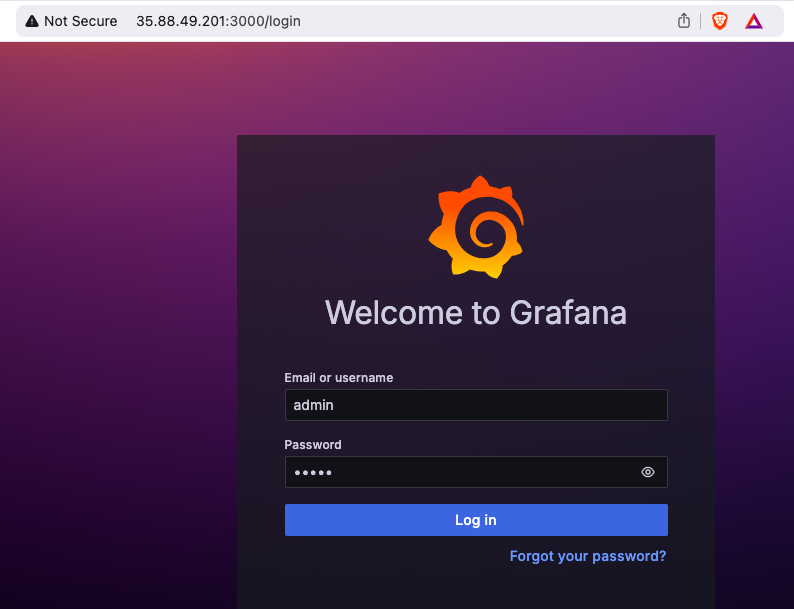 Not Secure 35.88.49.201:3000/login
Welcome to Grafana
Email or username
admin
Password
•••••
Log in
Forgot your password?